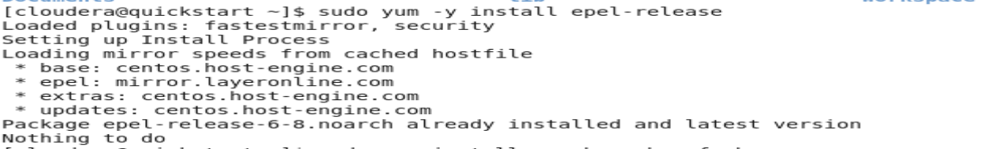 [cloudera@quickstart ~]$ sudo yum -y install epel-release
Loaded plugins: fastestmirror, security
Setting up Install Process
Loading mirror speeds from cached hostfile
 * base: centos.host-engine.com
 * epel: mirror.layeronline.com
 * extras: centos.host-engine.com
 * updates: centos.host-engine.com
Package epel-release-6-8.noarch already installed and latest version
Nothing to do